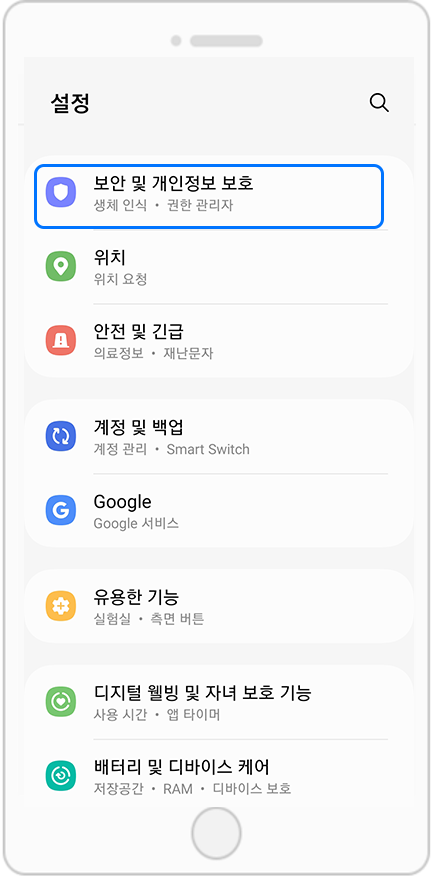 설정
보안 및 개인정보 보호
생체 인식 • 권한 관리자
위치
위치 요청
안전 및 긴급
의료정보 • 재난문자
계정 및 백업
계정 관리 • Smart Switch
Google
Google 서비스
유용한 기능
실험실 • 측면 버튼
디지털 웰빙 및 자녀 보호 기능
사용 시간 • 앱 타이머
배터리 및 디바이스 케어
저장공간 • RAM • 디바이스 보호